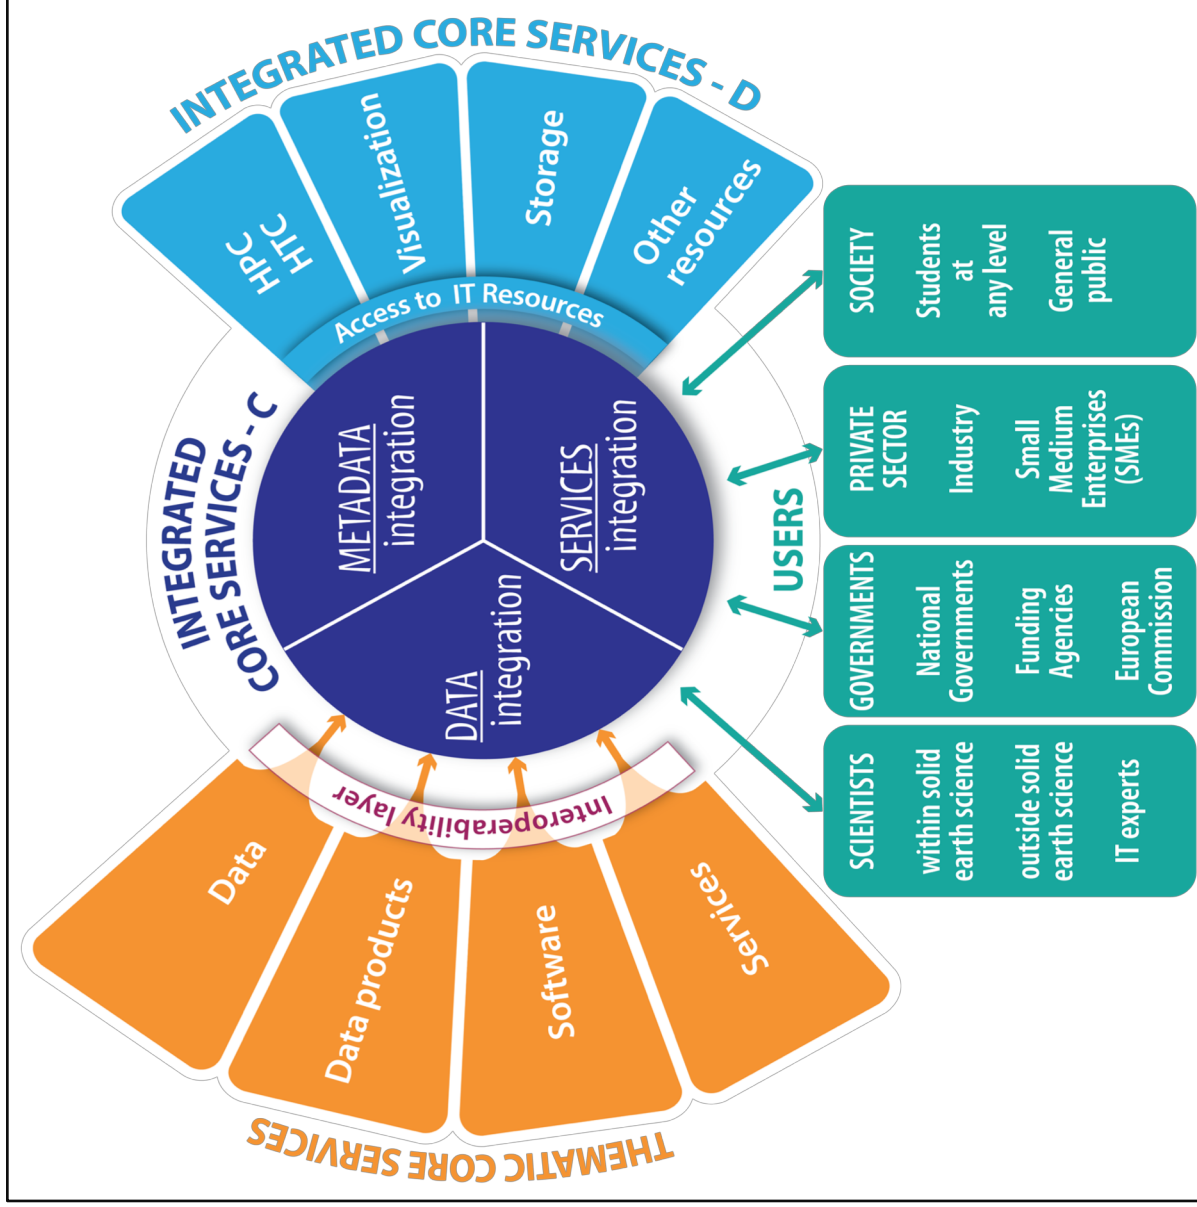 INTEGRATED CORE SERVICES - D
HPC
HTC
Visualization
Storage
Other
resources
Access to IT Resources
INTEGRATED
CORE SERVICES - C
METADATA
integration
SERVICES
integration
DATA
integration
Interoperability layer
Data
Data products
Software
Services
THEMATIC CORE SERVICES
USERS
SCIENTISTS
within solid
earth science
outside solid
earth science
IT experts
GOVERNMENTS
National
Governments
Funding
Agencies
European
Commission
PRIVATE
SECTOR
Industry
Small
Medium
Enterprises
(SMEs)
SOCIETY
Students
at
any level
General
public